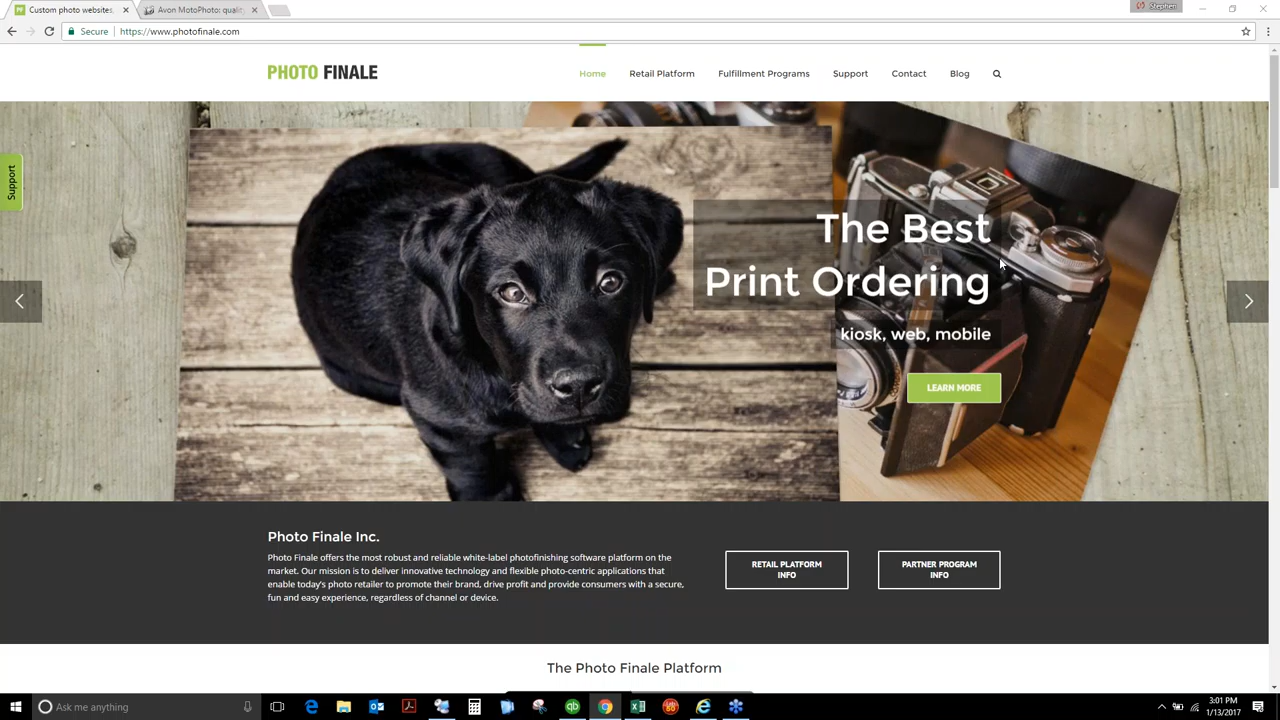 Custom photo websites,
Avon MotoPhoto: quality
Stephen
Secure
https://www.photofinale.com
PHOTO FINALE
Home
Retail Platform
Fulfillment Programs
Support
Contact
Blog
Support
The Best
Print Ordering
kiosk, web, mobile
LEARN MORE
Photo Finale Inc.
Photo Finale offers the most robust and reliable white-label photofinishing software platform on the
market. Our mission is to deliver innovative technology and flexible photo-centric applications that
enable today's photo retailer to promote their brand, drive profit and provide consumers with a secure,
fun and easy experience, regardless of channel or device.
RETAIL PLATFORM
INFO
PARTNER PROGRAM
INFO
The Photo Finale Platform
Ask me anything
3:01 PM
1/13/2017